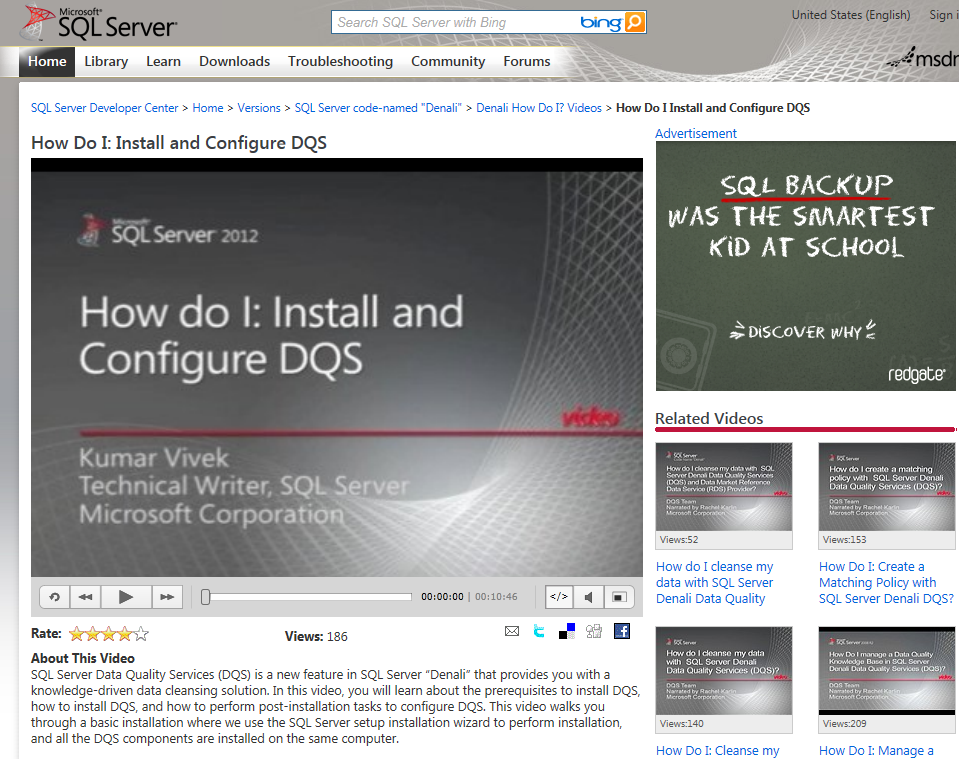 Microsoft®
SQL Server®
Search SQL Server with Bing
bing
United States (English) Sign i
Home Library Learn Downloads Troubleshooting Community Forums
msdn
SQL Server Developer Center > Home > Versions > SQL Server code-named "Denali" > Denali How Do I? Videos > How Do I Install and Configure DQS
How Do I: Install and Configure DQS
Microsoft®
SQL Server® 2012
How do I: Install and
Configure DQS
video
Kumar Vivek
Technical Writer, SQL Server
Microsoft Corporation
00:00:00 | 00:10:46
</>
Rate:
Views: 186
About This Video
SQL Server Data Quality Services (DQS) is a new feature in SQL Server “Denali” that provides you with a
knowledge-driven data cleansing solution. In this video, you will learn about the prerequisites to install DQS,
how to install DQS, and how to perform post-installation tasks to configure DQS. This video walks you
through a basic installation where we use the SQL Server setup installation wizard to perform installation,
and all the DQS components are installed on the same computer.
Advertisement
SQL BACKUP
WAS THE SMARTEST
KID AT SCHOOL
DISCOVER WHY
redgate®
Related Videos
SQL Server
How do I cleanse my data with SQL
Server Denali Data Quality Services
(DQS) and Data Market Reference
Data Service (RDS) Provider?
video
DQS Team
Narrated by Rachel Karlin
Microsoft Corporation
Views:52
How do I cleanse my
data with SQL Server
Denali Data Quality
SQL Server
How do I create a matching
policy with SQL Server Denali
Data Quality Services (DQS)?
video
DQS Team
Narrated by Rachel Karlin
Microsoft Corporation
Views:153
How Do I: Create a
Matching Policy with
SQL Server Denali DQS?
SQL Server
How do I cleanse my data
with SQL Server Denali
Data Quality Services (DQS)?
video
DQS Team
Narrated by Rachel Karlin
Microsoft Corporation
Views:140
How Do I: Cleanse my
SQL Server
How Do I manage a Data Quality
Knowledge Base in SQL Server
Denali Data Quality Services (DQS)?
video
DQS Team
Narrated by Rachel Karlin
Microsoft Corporation
Views:209
How Do I: Manage a